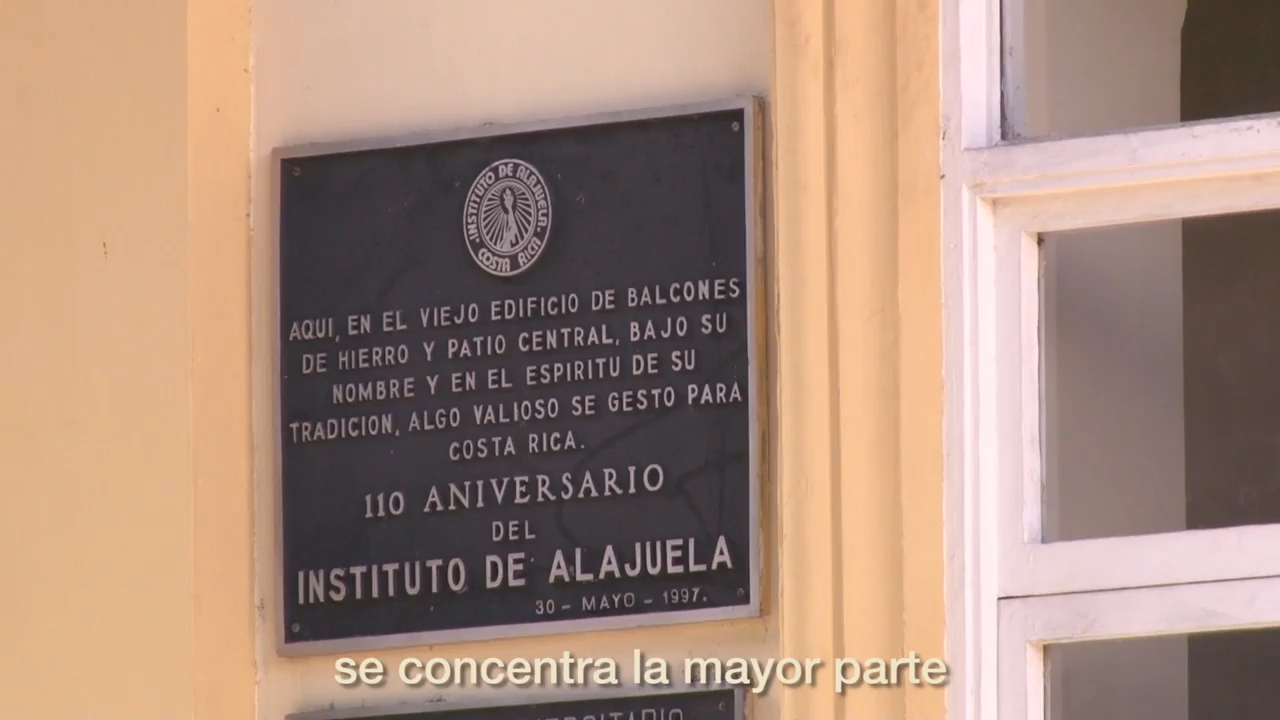 INSTITUTO DE ALAJUELA
COSTA RICA
AQUI, EN EL VIEJO EDIFICIO DE BALCONES
DE HIERRO Y PATIO CENTRAL, BAJO SU
NOMBRE Y EN EL ESPIRITU DE SU
TRADICION, ALGO VALIOSO SE GESTO PARA
COSTA RICA.
110 ANIVERSARIO
DEL
INSTITUTO DE ALAJUELA
30 - MAYO - 1997.
se concentra la mayor parte